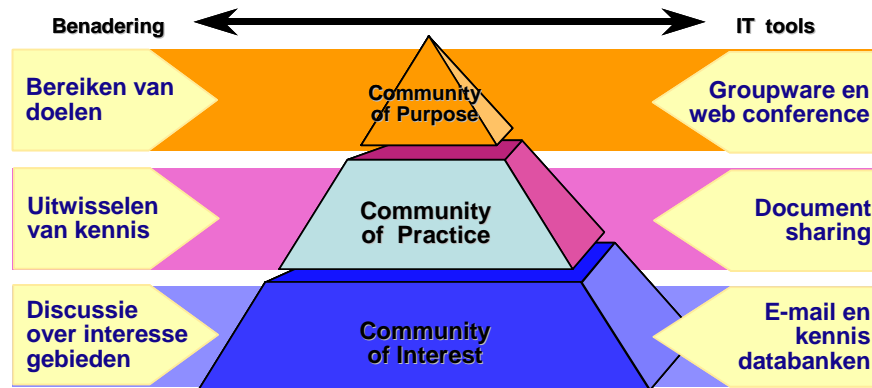 Benadering
IT tools
Bereiken van
doelen
Community
of Purpose
Groupware en
web conference
Uitwisselen
van kennis
Community
of Practice
Document
sharing
Discussie
over interesse
gebieden
Community
of Interest
E-mail en
kennis
databanken